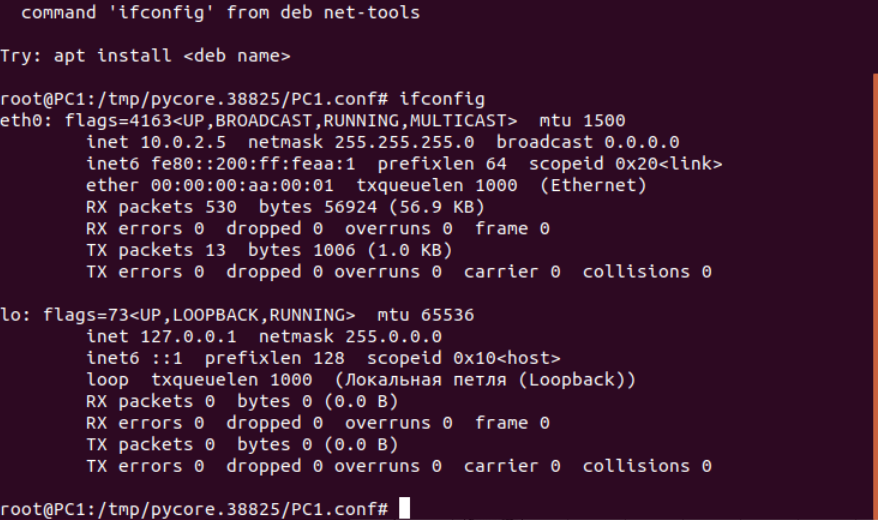 command 'ifconfig' from deb net-tools
Try: apt install <deb name>
root@PC1:/tmp/pycore.38825/PC1.conf# ifconfig
eth0: flags=4163<UP,BROADCAST,RUNNING,MULTICAST>  mtu 1500
        inet 10.0.2.5  netmask 255.255.255.0  broadcast 0.0.0.0
        inet6 fe80::200:ff:feaa:1  prefixlen 64  scopeid 0x20<link>
        ether 00:00:00:aa:00:01  txqueuelen 1000  (Ethernet)
        RX packets 530  bytes 56924 (56.9 KB)
        RX errors 0  dropped 0  overruns 0  frame 0
        TX packets 13  bytes 1006 (1.0 KB)
        TX errors 0  dropped 0 overruns 0  carrier 0  collisions 0
lo: flags=73<UP,LOOPBACK,RUNNING>  mtu 65536
        inet 127.0.0.1  netmask 255.0.0.0
        inet6 ::1  prefixlen 128  scopeid 0x10<host>
        loop  txqueuelen 1000  (Локальная петля (Loopback))
        RX packets 0  bytes 0 (0.0 B)
        RX errors 0  dropped 0  overruns 0  frame 0
        TX packets 0  bytes 0 (0.0 B)
        TX errors 0  dropped 0 overruns 0  carrier 0  collisions 0
root@PC1:/tmp/pycore.38825/PC1.conf#